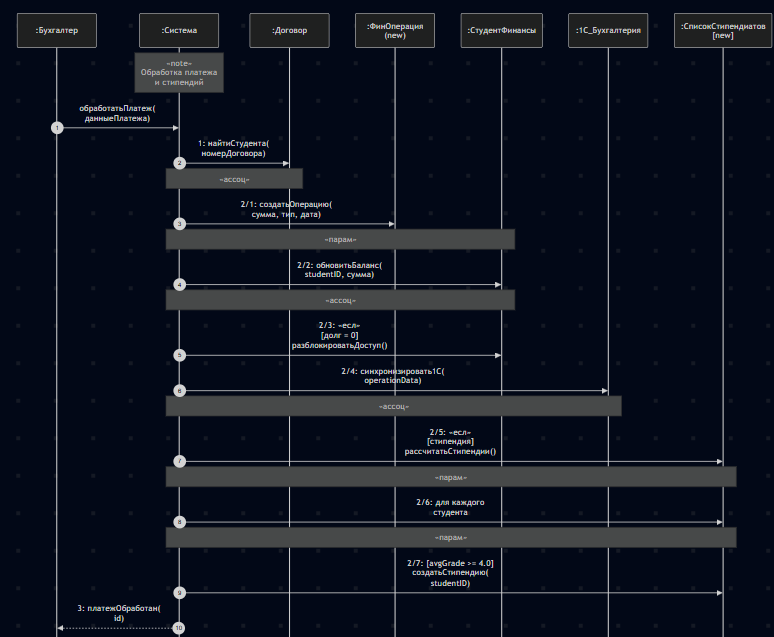 :Бухгалтер
:Система
:Договор
:ФинОперация
(new)
:СтудентФинансы
:1С_Бухгалтерия
:СписокСтипендиатов
[new]
«note»
Обработка платежа
и стипендий
обработатьПлатеж(
данныеПлатежа)
1
1: найтиСтудента(
номерДоговора)
2
«ассоц»
2/1: создатьОперацию(
сумма, тип, дата)
3
«парам»
2/2: обновитьБаланс(
studentID, сумма)
4
«ассоц»
2/3: «есл»
[долг = 0]
разблокироватьДоступ()
5
2/4: синхронизировать1С(
operationData)
6
«ассоц»
2/5: «есл»
[стипендия]
рассчитатьСтипендии()
7
«парам»
2/6: для каждого
студента
8
«парам»
2/7: [avgGrade >= 4.0]
создатьСтипендию(
studentID)
9
3: платежОбработан(
id)
10